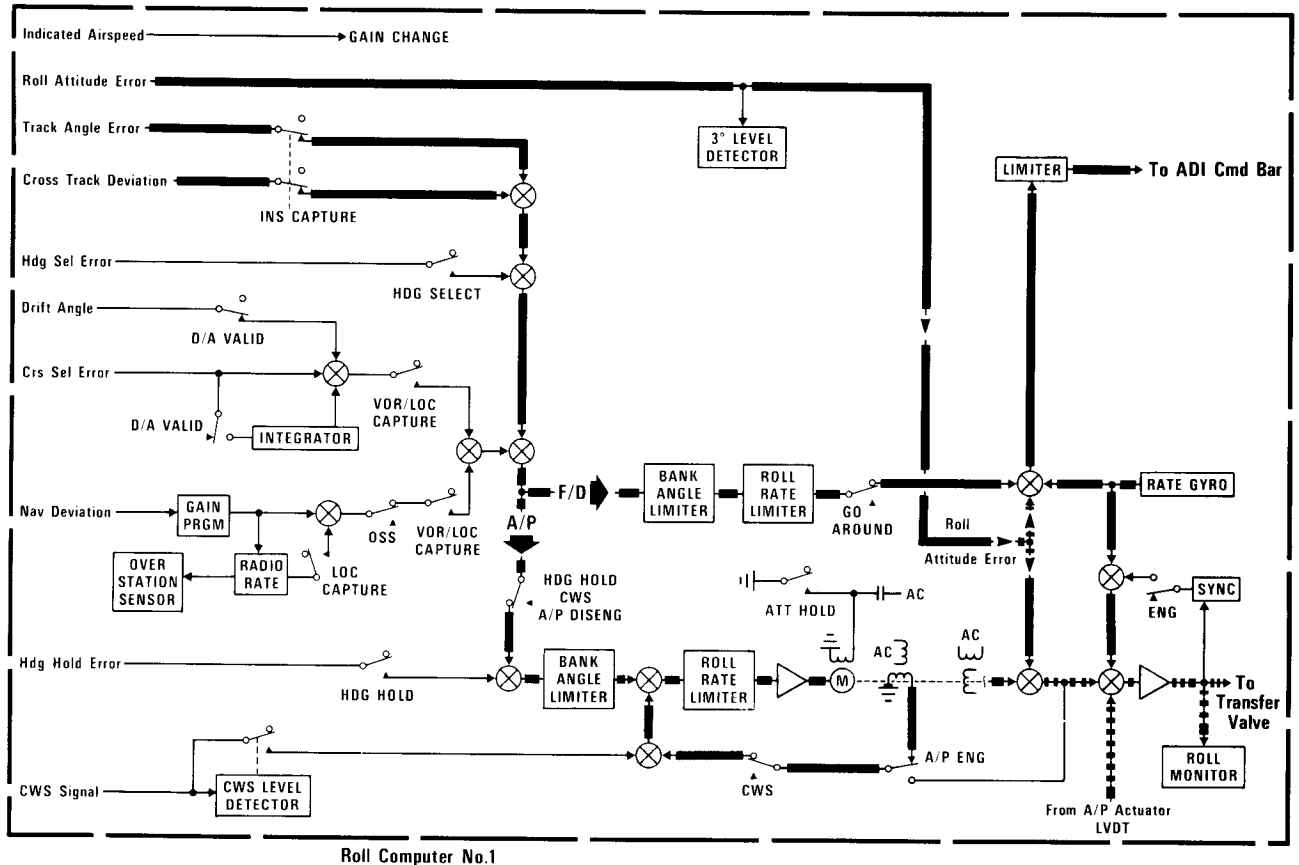 Indicated Airspeed
GAIN CHANGE
Roll Attitude Error
Track Angle Error
3° LEVEL
DETECTOR
LIMITER
To ADI Cmd Bar
Cross Track Deviation
INS CAPTURE
Hdg Sel Error
HDG SELECT
Drift Angle
D/A VALID
Crs Sel Error
VOR/LOC
CAPTURE
D/A VALID
INTEGRATOR
F/D
BANK
ANGLE
LIMITER
ROLL
RATE
LIMITER
GO
AROUND
RATE GYRO
Nav Deviation
GAIN
PRGM
OSS
VOR/LOC
CAPTURE
A/P
Roll
Attitude Error
OVER
STATION
SENSOR
RADIO
RATE
LOC
CAPTURE
HDG HOLD
CWS
A/P DISENG
ATT HOLD
AC
ENG
SYNC
AC
AC
Hdg Hold Error
HDG HOLD
BANK
ANGLE
LIMITER
ROLL
RATE
LIMITER
M
To
Transfer
Valve
A/P ENG
ROLL
MONITOR
CWS Signal
CWS LEVEL
DETECTOR
CWS
From A/P Actuator
LVDT
Roll Computer No.1